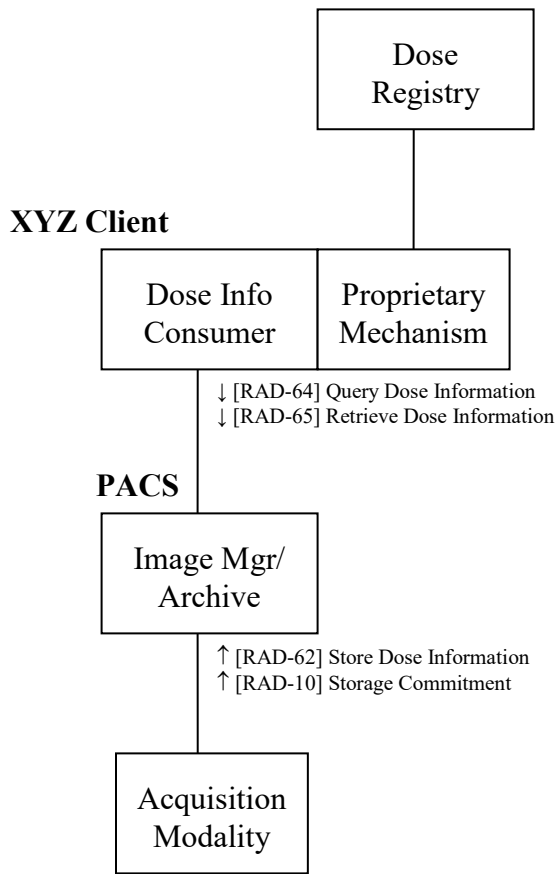 Dose
Registry
XYZ Client
Dose Info
Consumer
Proprietary
Mechanism
↓ [RAD-64] Query Dose Information
↓ [RAD-65] Retrieve Dose Information
PACS
Image Mgr/
Archive
↑ [RAD-62] Store Dose Information
↑ [RAD-10] Storage Commitment
Acquisition
Modality